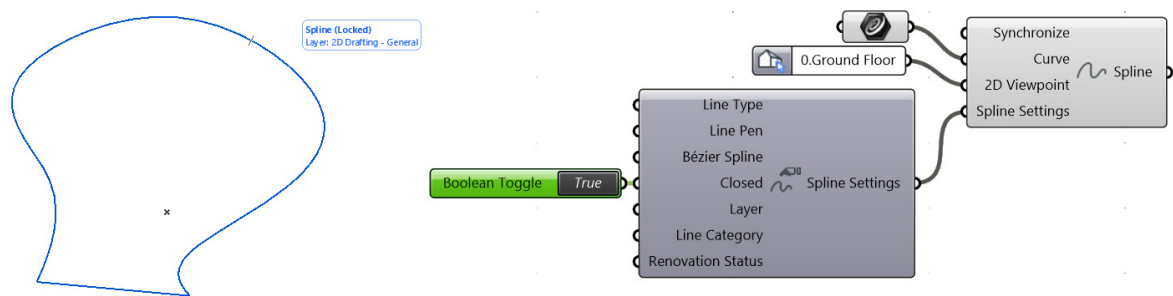 Spline (Locked)
Layer: 2D Drafting - General
0.Ground Floor
Synchronize
Curve
2D Viewpoint
Spline Settings
Spline
Line Type
Line Pen
Bézier Spline
Closed
Layer
Line Category
Renovation Status
Spline Settings
Boolean Toggle True